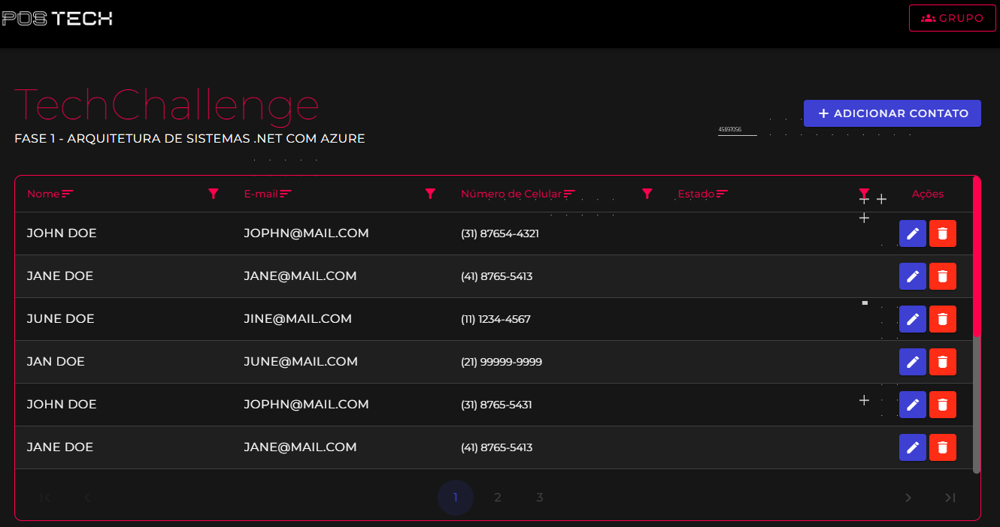 POS TECH
GRUPO
TechChallenge
FASE 1 - ARQUITETURA DE SISTEMAS .NET COM AZURE
+ ADICIONAR CONTATO
45697056
Nome E-mail Número de Celular Estado Ações
JOHN DOE JOPHN@MAIL.COM (31) 87654-4321
JANE DOE JANE@MAIL.COM (41) 8765-5413
JUNE DOE JINE@MAIL.COM (11) 1234-4567
JAN DOE JUNE@MAIL.COM (21) 99999-9999
JOHN DOE JOPHN@MAIL.COM (31) 8765-5431
JANE DOE JANE@MAIL.COM (41) 8765-5413
1 2 3